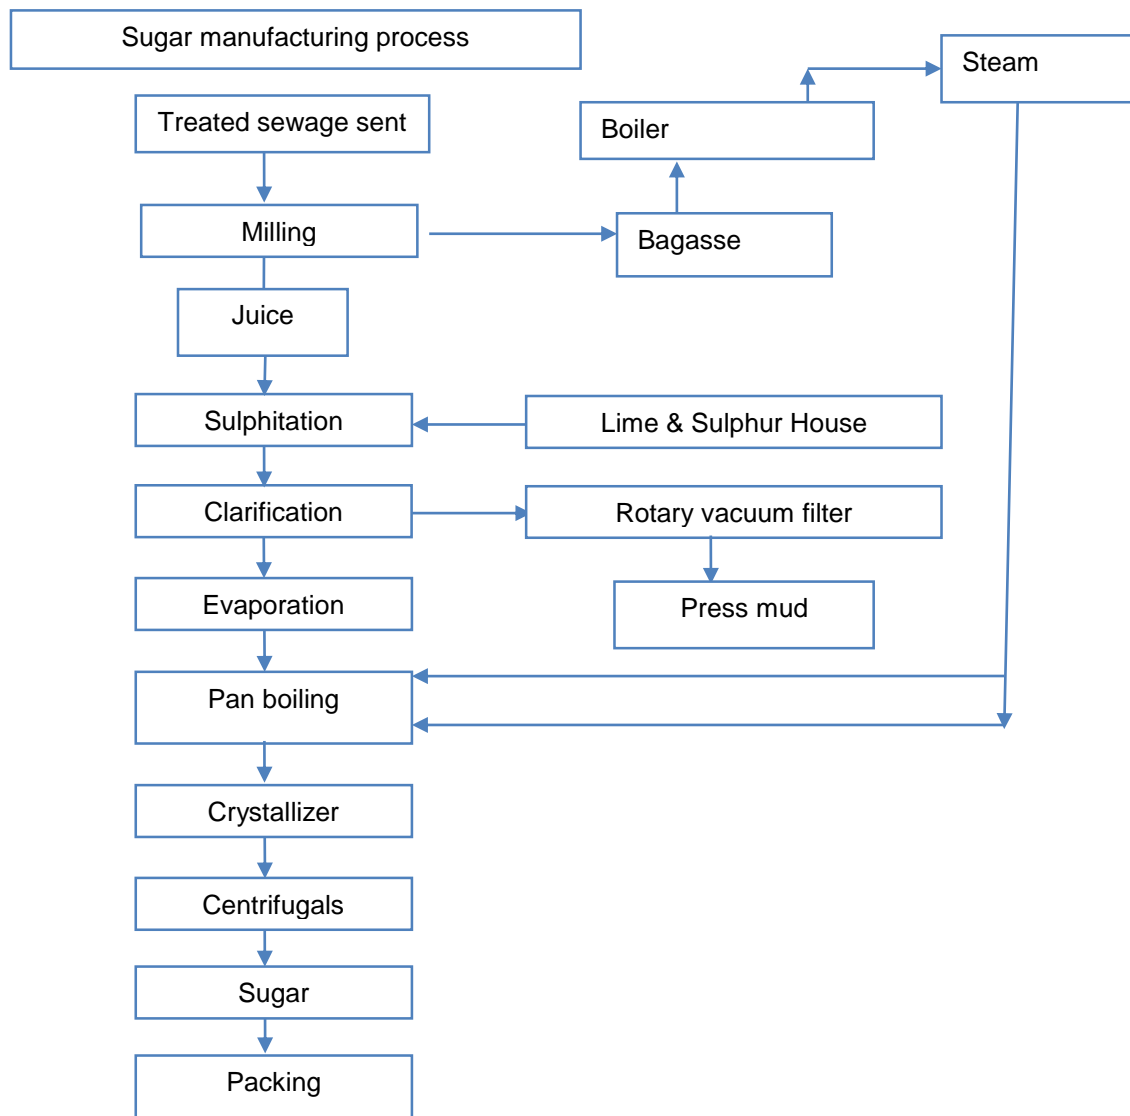 Sugar manufacturing process
Steam
Treated sewage sent
Boiler
Milling
Bagasse
Juice
Sulphitation
Lime & Sulphur House
Clarification
Rotary vacuum filter
Evaporation
Press mud
Pan boiling
Crystallizer
Centrifugals
Sugar
Packing